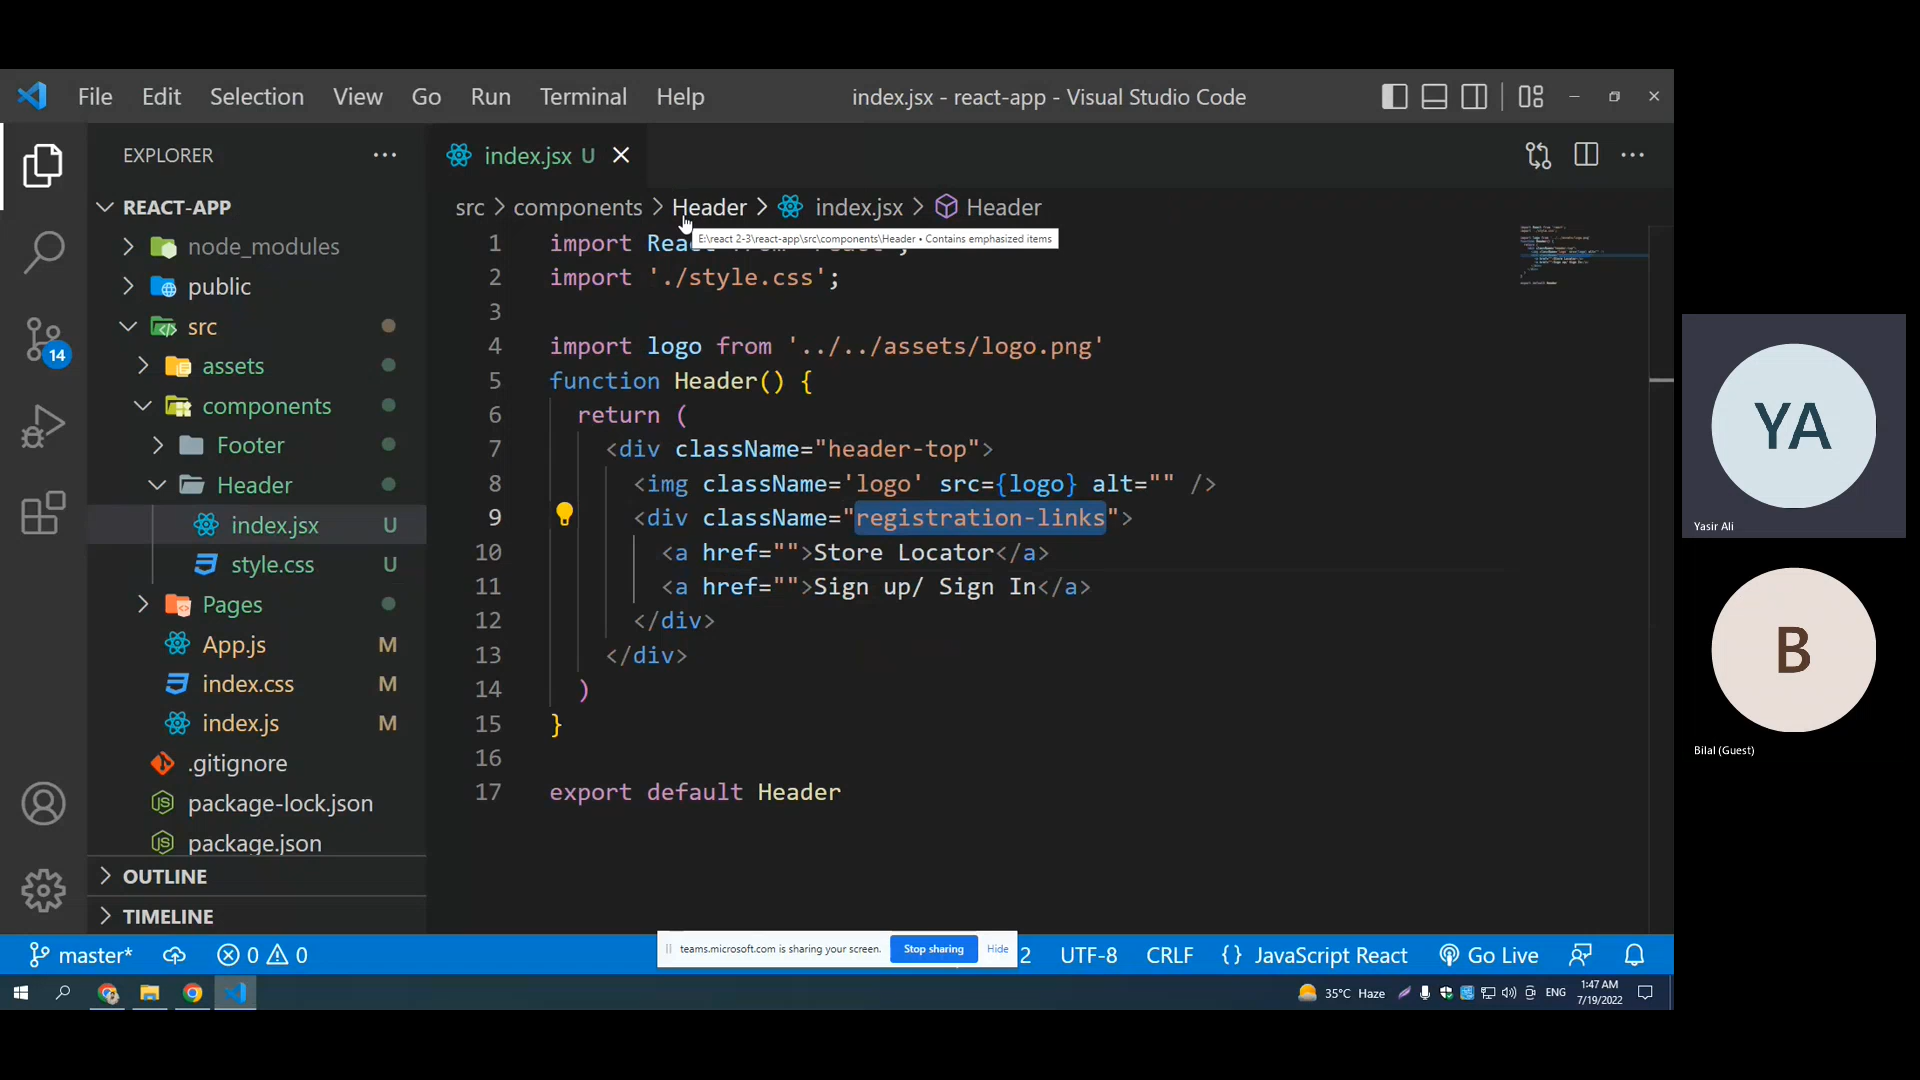 File Edit Selection View Go Run Terminal Help index.jsx - react-app - Visual Studio Code
EXPLORER
REACT-APP
node_modules
public
src
assets
components
Footer
Header
index.jsx U
style.css U
Pages
App.js M
index.css M
index.js M
.gitignore
package-lock.json
package.json
OUTLINE
TIMELINE
14
index.jsx U
src > components > Header > index.jsx > Header
E:\react 2-3\react-app\src\components\Header • Contains emphasized items
1 import Rea
2 import './style.css';
3
4 import logo from '../../assets/logo.png'
5 function Header() {
6 return (
7 <div className="header-top">
8 <img className='logo' src={logo} alt="" />
9 <div className="registration-links">
10 <a href="">Store Locator</a>
11 <a href="">Sign up/ Sign In</a>
12 </div>
13 </div>
14 )
15 }
16
17 export default Header
YA
Yasir Ali
B
Bilal (Guest)
teams.microsoft.com is sharing your screen. Stop sharing Hide
master* 0 0 2 UTF-8 CRLF {} JavaScript React Go Live
35°C Haze ENG 1:47 AM
7/19/2022